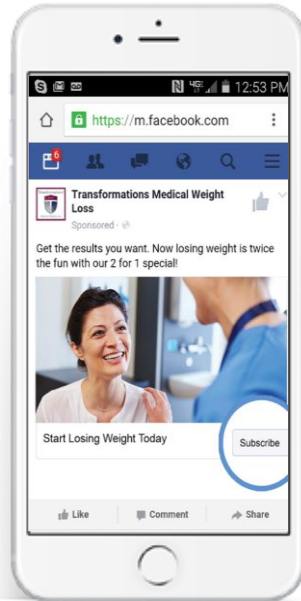 12:53 PM
https://m.facebook.com
6
Transformations Medical Weight
Loss
Sponsored ·
Get the results you want. Now losing weight is twice
the fun with our 2 for 1 special!
Start Losing Weight Today
Subscribe
Like
Comment
Share